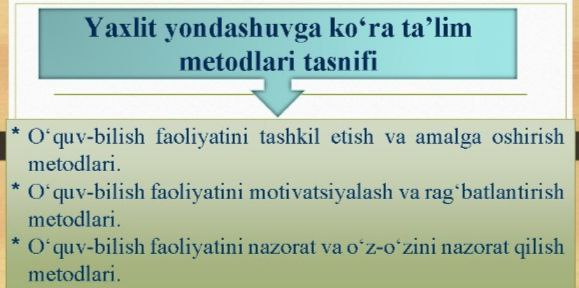 Yaxlit yondashuvga ko‘ra ta’lim
metodlari tasnifi
* O‘quv-bilish faoliyatini tashkil etish va amalga oshirish
metodlari.
* O‘quv-bilish faoliyatini motivatsiyalash va rag‘batlantirish
metodlari.
* O‘quv-bilish faoliyatini nazorat va o‘z-o‘zini nazorat qilish
metodlari.